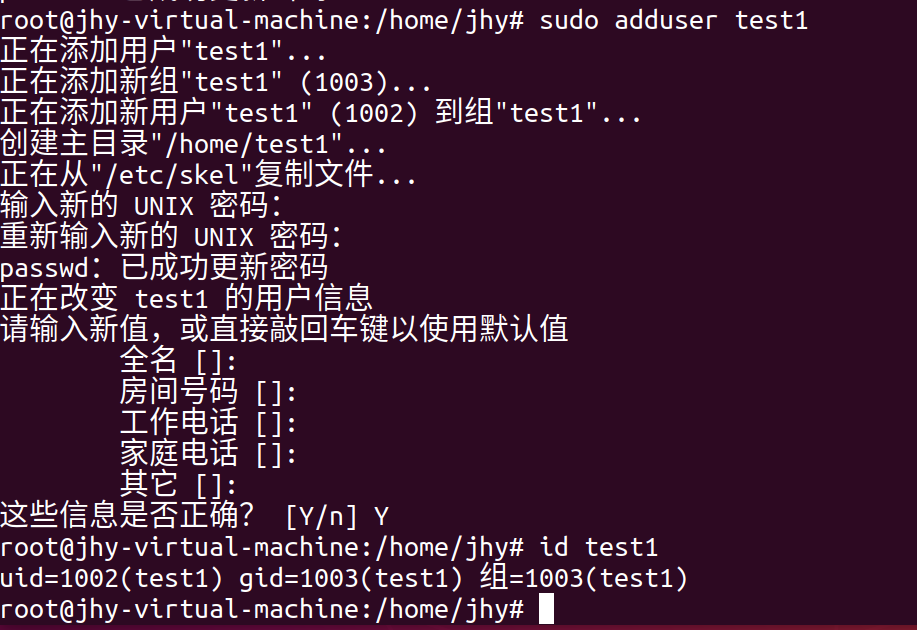 root@jhy-virtual-machine:/home/jhy# sudo adduser test1
正在添加用户"test1"...
正在添加新组"test1" (1003)...
正在添加新用户"test1" (1002) 到组"test1"...
创建主目录"/home/test1"...
正在从"/etc/skel"复制文件...
输入新的 UNIX 密码：
重新输入新的 UNIX 密码：
passwd：已成功更新密码
正在改变 test1 的用户信息
请输入新值，或直接敲回车键以使用默认值
全名 []:
房间号码 []:
工作电话 []:
家庭电话 []:
其它 []:
这些信息是否正确？ [Y/n] Y
root@jhy-virtual-machine:/home/jhy# id test1
uid=1002(test1) gid=1003(test1) 组=1003(test1)
root@jhy-virtual-machine:/home/jhy#